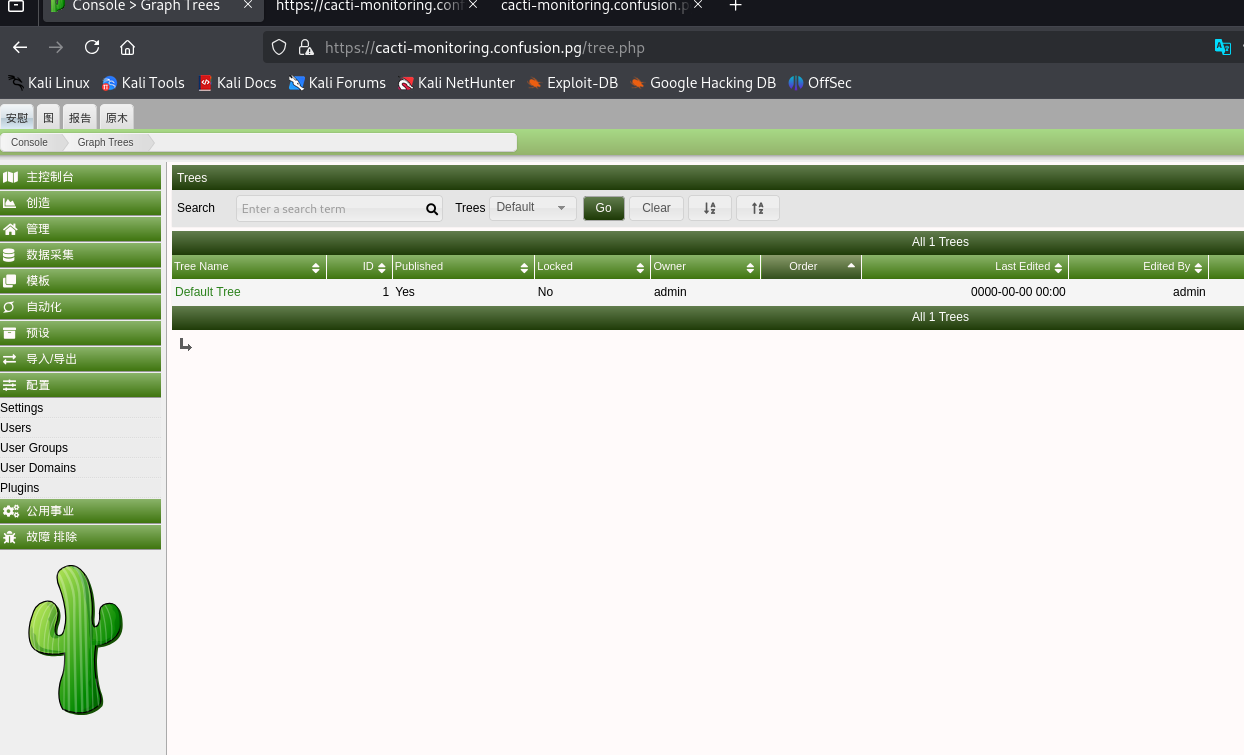 Console > Graph Trees
https://cacti-monitoring.conf
cacti-monitoring.confusion.p
https://cacti-monitoring.confusion.pg/tree.php
Kali Linux Kali Tools Kali Docs Kali Forums Kali NetHunter Exploit-DB Google Hacking DB OffSec
安慰 图 报告 原木
Console Graph Trees
主控制台
创造
管理
数据采集
模板
自动化
预设
导入/导出
配置
Settings
Users
User Groups
User Domains
Plugins
公用事业
故障 排除
Trees
Search Enter a search term Trees Default Go Clear
All 1 Trees
Tree Name ID Published Locked Owner Order Last Edited Edited By
Default Tree 1 Yes No admin 0000-00-00 00:00 admin
All 1 Trees